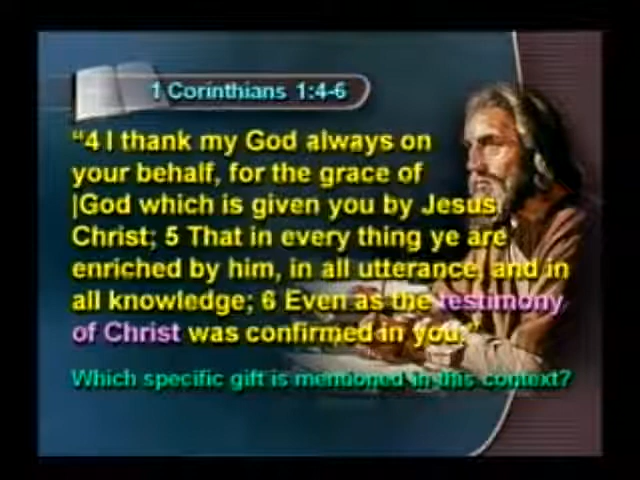 1 Corinthians 1:4-6
“4 I thank my God always on
your behalf, for the grace of
|God which is given you by Jesus
Christ; 5 That in every thing ye are
enriched by him, in all utterance, and in
all knowledge; 6 Even as the testimony
of Christ was confirmed in you:”
Which specific gift is mentioned in this context?